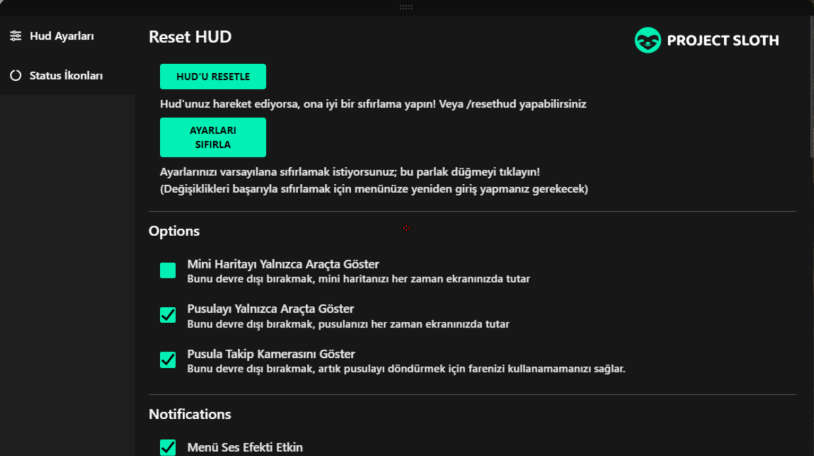 Hud Ayarları
Status İkonları
Reset HUD
PROJECT SLOTH
HUD'U RESETLE
Hud'unuz hareket ediyorsa, ona iyi bir sıfırlama yapın! Veya /resethud yapabilirsiniz
AYARLARI
SIFIRLA
Ayarlarınızı varsayılana sıfırlamak istiyorsunuz; bu parlak düğmeyi tıklayın!
(Değişiklikleri başarıyla sıfırlamak için menünüze yeniden giriş yapmanız gerekecek)
Options
Mini Haritayı Yalnızca Araçta Göster
Bunu devre dışı bırakmak, mini haritanızı her zaman ekranınızda tutar
Pusulayı Yalnızca Araçta Göster
Bunu devre dışı bırakmak, pusulanızı her zaman ekranınızda tutar
Pusula Takip Kamerasını Göster
Bunu devre dışı bırakmak, artık pusulayı döndürmek için farenizi kullanamamanızı sağlar.
Notifications
Menü Ses Efekti Etkin